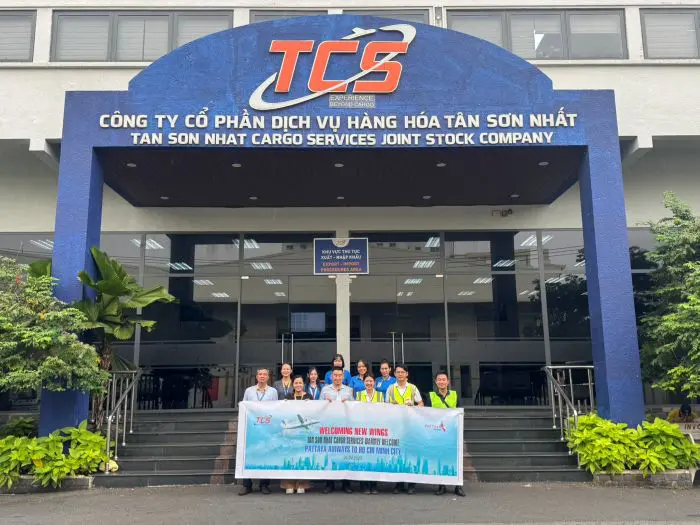 TCS
EXPERIENCE
BEYOND CARGO
CÔNG TY CỔ PHẦN DỊCH VỤ HÀNG HÓA TÂN SƠN NHẤT
TAN SON NHAT CARGO SERVICES JOINT STOCK COMPANY
KHU VỰC THỦ TỤC
XUẤT - NHẬP KHẨU
EXPORT - IMPORT
PROCEDURES AREA
TCS
PATTAYA
WELCOMING NEW WINGS
TAN SON NHAT CARGO SERVICES WARMLY WELCOME
PATTAYA AIRWAYS TO HO CHI MINH CITY